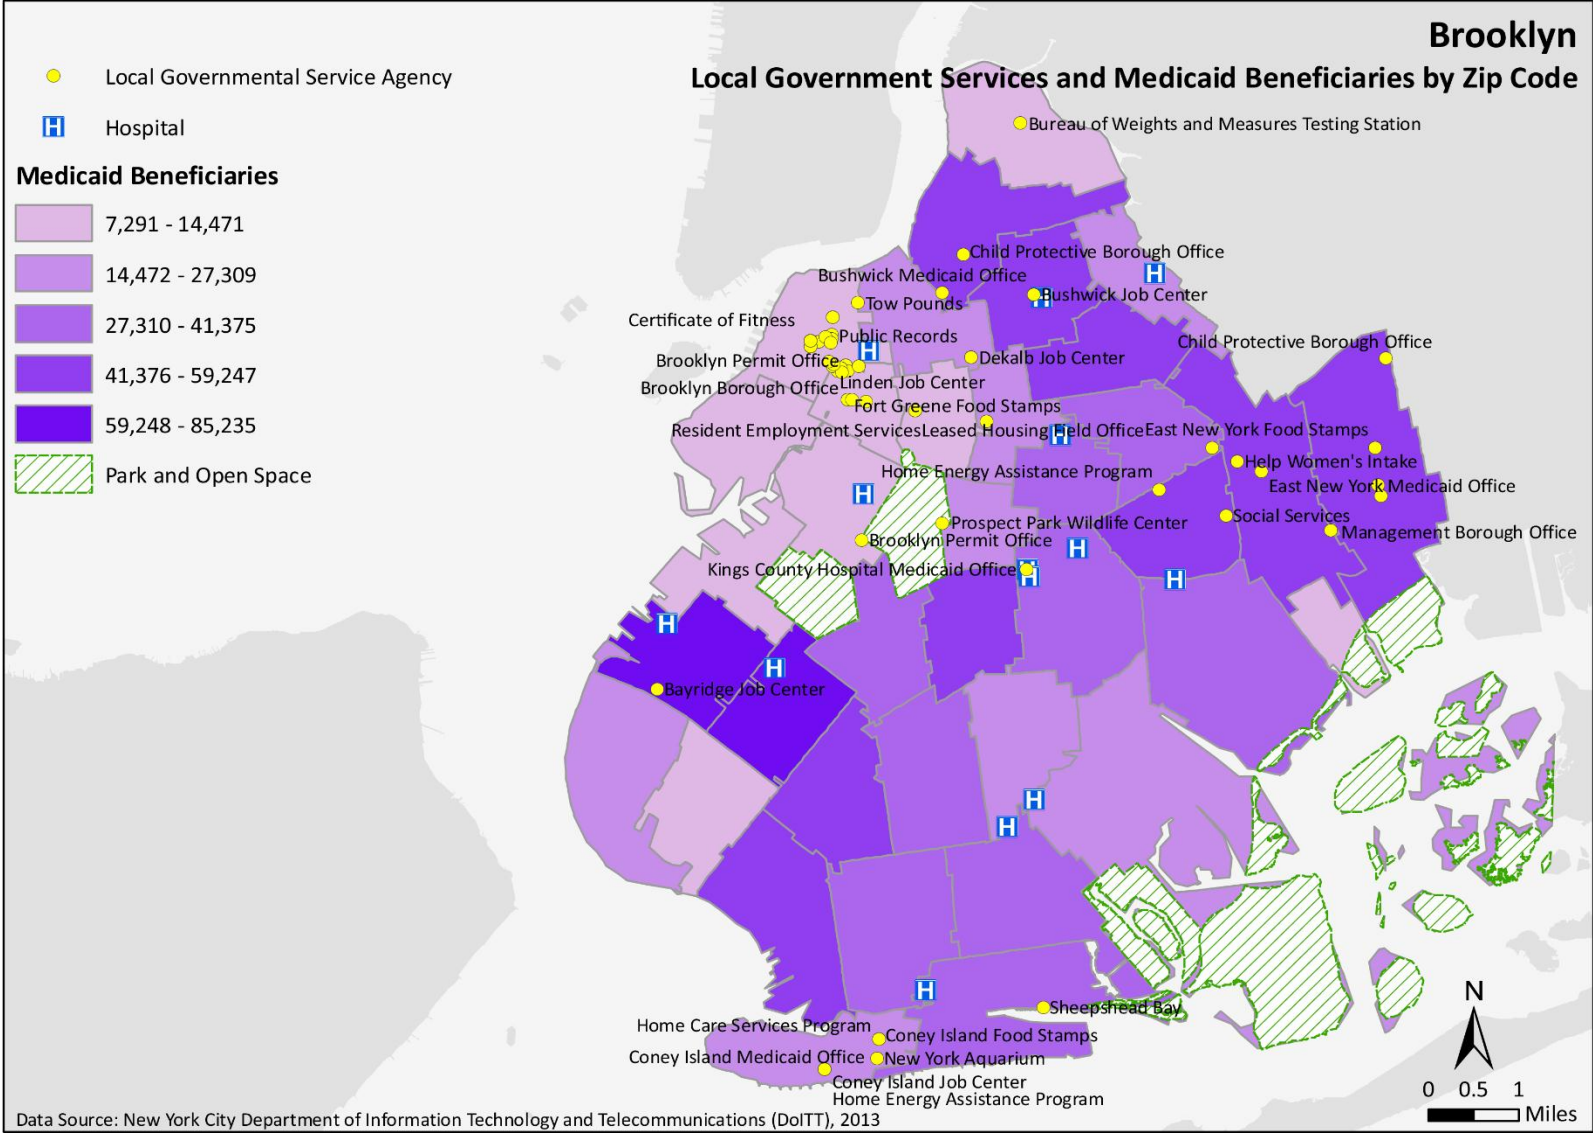 Brooklyn
Local Government Services and Medicaid Beneficiaries by Zip Code
Local Governmental Service Agency
H Hospital
Medicaid Beneficiaries
7,291 - 14,471
14,472 - 27,309
27,310 - 41,375
41,376 - 59,247
59,248 - 85,235
Park and Open Space
Bureau of Weights and Measures Testing Station
Child Protective Borough Office
Bushwick Medicaid Office
H
Bushwick Job Center
H
Tow Pounds
Certificate of Fitness
Public Records
Child Protective Borough Office
H
Brooklyn Permit Office
Dekalb Job Center
Brooklyn Borough Office
Linden Job Center
Fort Greene Food Stamps
Resident Employment Services
Leased Housing Field Office
H
East New York Food Stamps
Home Energy Assistance Program
Help Women's Intake
East New York Medicaid Office
H
Prospect Park Wildlife Center
Social Services
Brooklyn Permit Office
Management Borough Office
H
Kings County Hospital Medicaid Office
H
H
H
H
Bayridge Job Center
H
H
H
Sheepshead Bay
Home Care Services Program
Coney Island Food Stamps
Coney Island Medicaid Office
New York Aquarium
Coney Island Job Center
Home Energy Assistance Program
N
0 0.5 1
Miles
Data Source: New York City Department of Information Technology and Telecommunications (DoITT), 2013